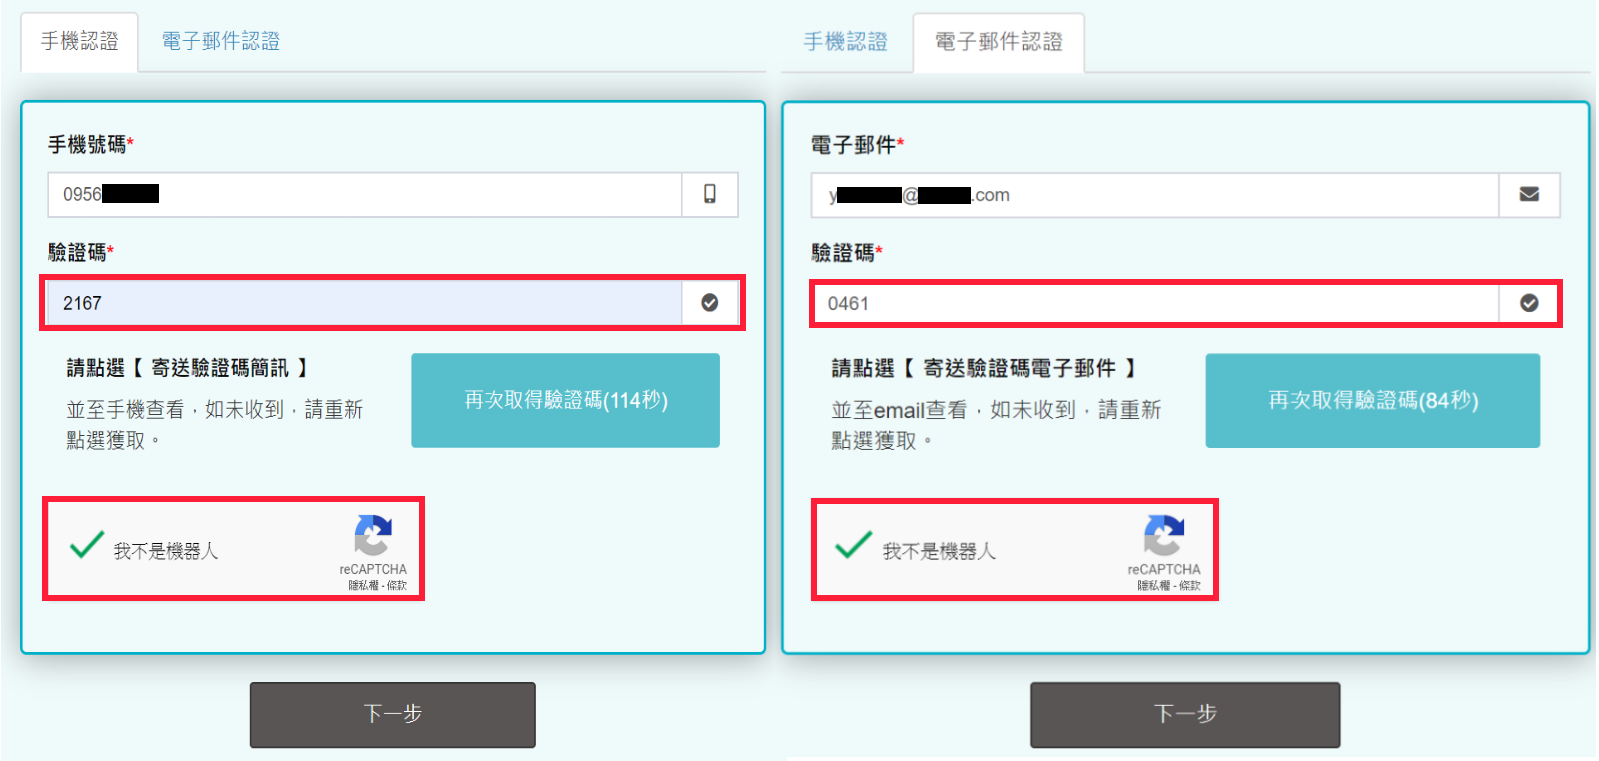 手機認證
電子郵件認證
手機號碼*
0956
驗證碼*
2167
請點選【 寄送驗證碼簡訊 】
並至手機查看，如未收到，請重新
點選獲取。
再次取得驗證碼(114秒)
我不是機器人
reCAPTCHA
隱私權 - 條款
下一步
手機認證
電子郵件認證
電子郵件*
y@.com
驗證碼*
0461
請點選【 寄送驗證碼電子郵件 】
並至email查看，如未收到，請重新
點選獲取。
再次取得驗證碼(84秒)
我不是機器人
reCAPTCHA
隱私權 - 條款
下一步